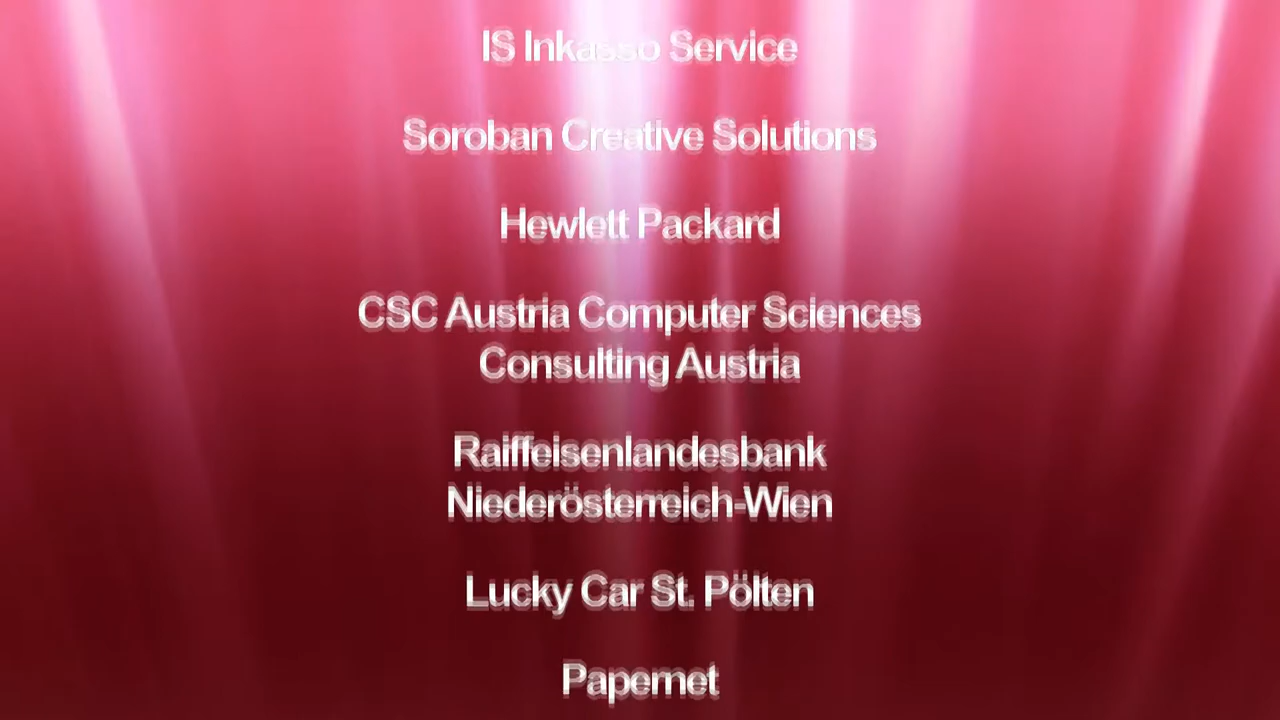 IS Inkasso Service
Soroban Creative Solutions
Hewlett Packard
CSC Austria Computer Sciences
Consulting Austria
Raiffeisenlandesbank
Niederösterreich-Wien
Lucky Car St. Pölten
Papernet